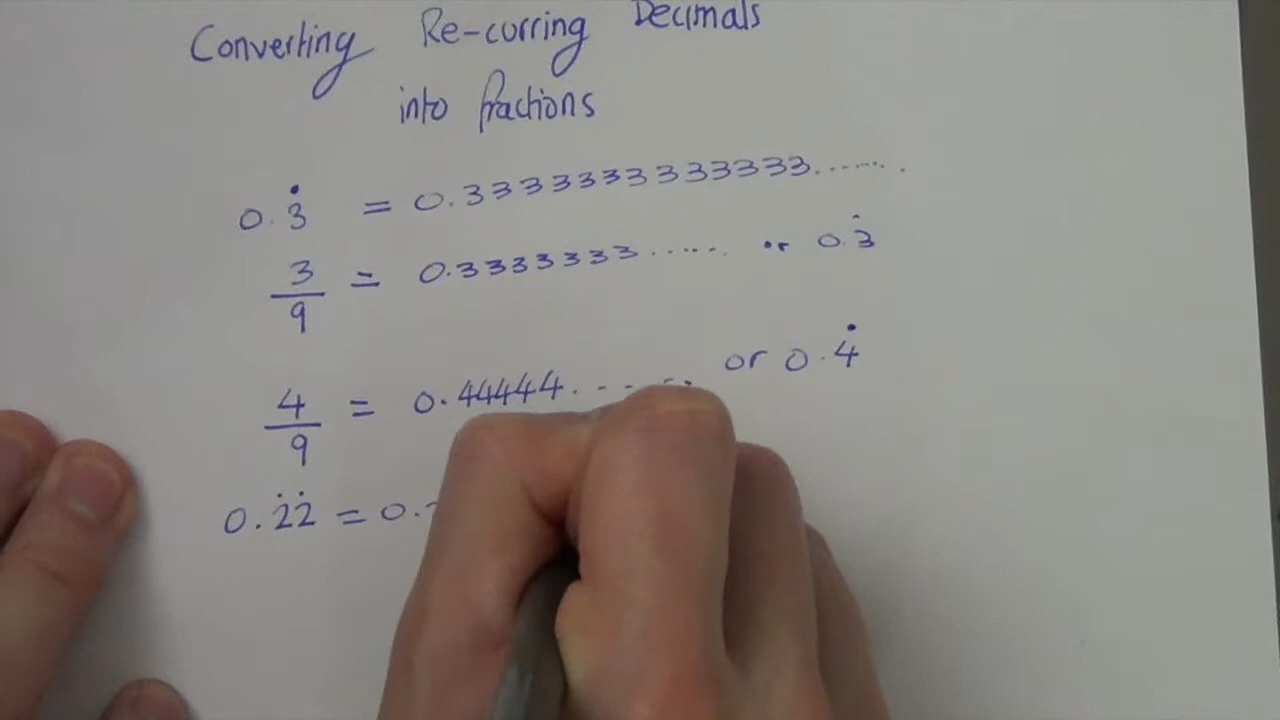 Converting Re-curring Decimals
into fractions
0.3̇ = 0.3333333333333.......
3/9 = 0.3333333...... or 0.3̇
4/9 = 0.44444...... or 0.4̇
0.2̇2̇ = 0.